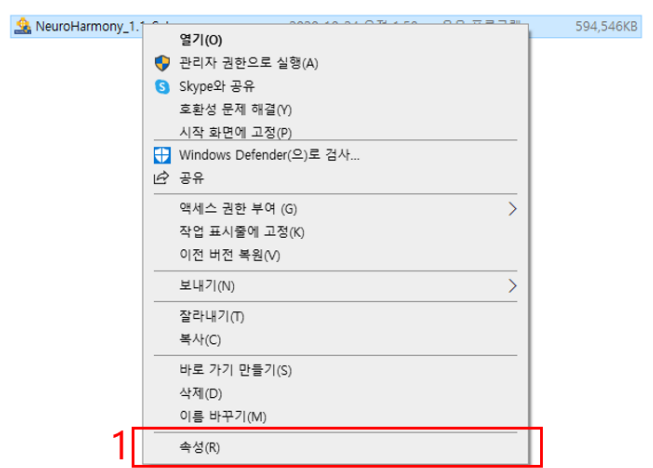 NeuroHarmony_1.1 594,546KB
열기(O)
관리자 권한으로 실행(A)
Skype와 공유
호환성 문제 해결(Y)
시작 화면에 고정(P)
Windows Defender(으)로 검사...
공유
액세스 권한 부여 (G)
작업 표시줄에 고정(K)
이전 버전 복원(V)
보내기(N)
잘라내기(T)
복사(C)
바로 가기 만들기(S)
삭제(D)
이름 바꾸기(M)
1 속성(R)